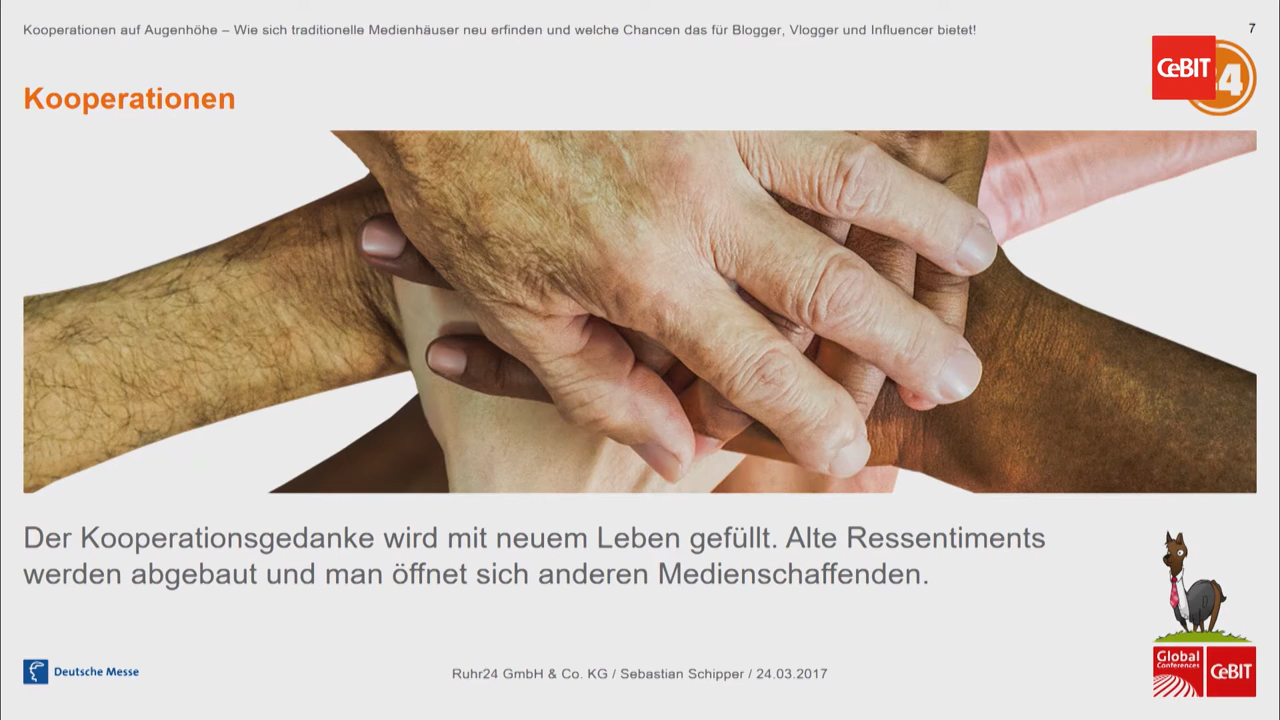 Kooperationen auf Augenhöhe – Wie sich traditionelle Medienhäuser neu erfinden und welche Chancen das für Blogger, Vlogger und Influencer bietet!
7
CeBIT
4
Kooperationen
Der Kooperationsgedanke wird mit neuem Leben gefüllt. Alte Ressentiments
werden abgebaut und man öffnet sich anderen Medienschaffenden.
Deutsche Messe
Ruhr24 GmbH & Co. KG / Sebastian Schipper / 24.03.2017
Global
Conferences
CeBIT